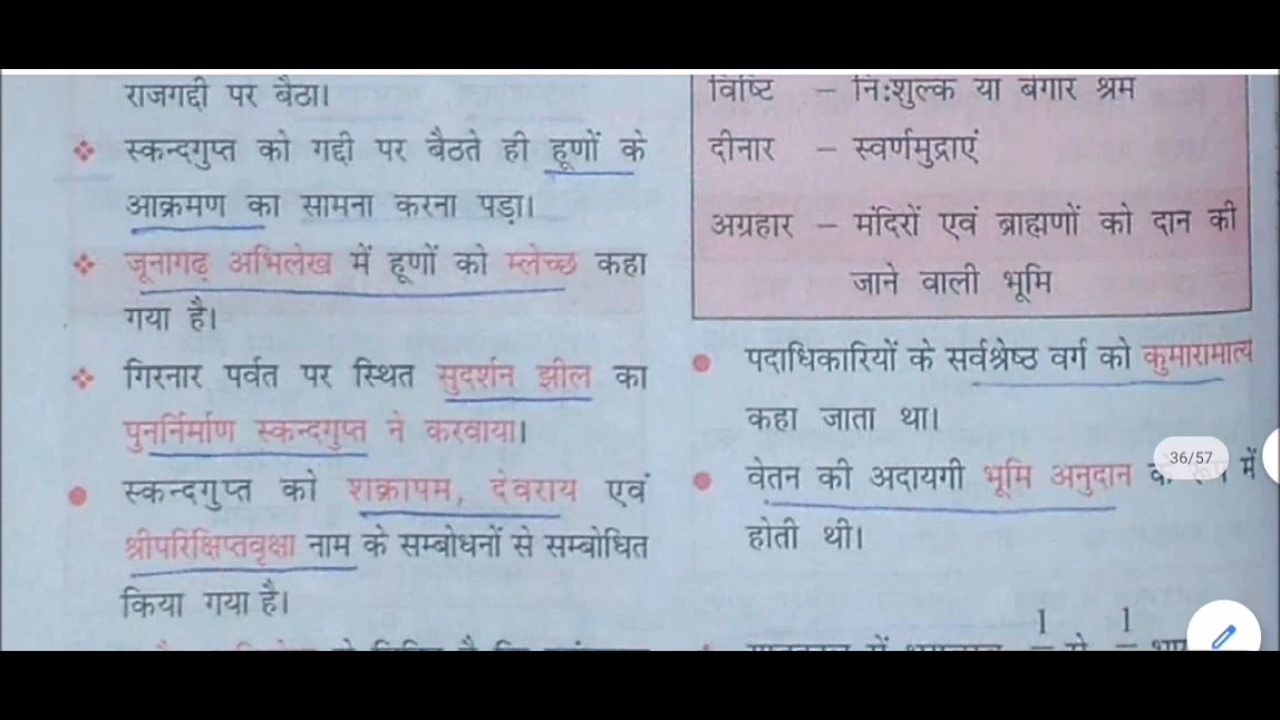 राजगद्दी पर बैठा।
स्कन्दगुप्त को गद्दी पर बैठते ही हूणों के
आक्रमण का सामना करना पड़ा।
जूनागढ़ अभिलेख में हूणों को म्लेच्छ कहा
गया है।
गिरनार पर्वत पर स्थित सुदर्शन झील का
पुनर्निर्माण स्कन्दगुप्त ने करवाया।
स्कन्दगुप्त को शक्रापम, देवराय एवं
श्रीपरिक्षिप्तवृक्षा नाम के सम्बोधनों से सम्बोधित
किया गया है।
विष्टि – नि:शुल्क या बेगार श्रम
दीनार – स्वर्णमुद्राएं
अग्रहार – मंदिरों एवं ब्राह्मणों को दान की
जाने वाली भूमि
पदाधिकारियों के सर्वश्रेष्ठ वर्ग को कुमारामात्य
कहा जाता था।
36/57
वेतन की अदायगी भूमि अनुदान के रूप में
होती थी।
1 1